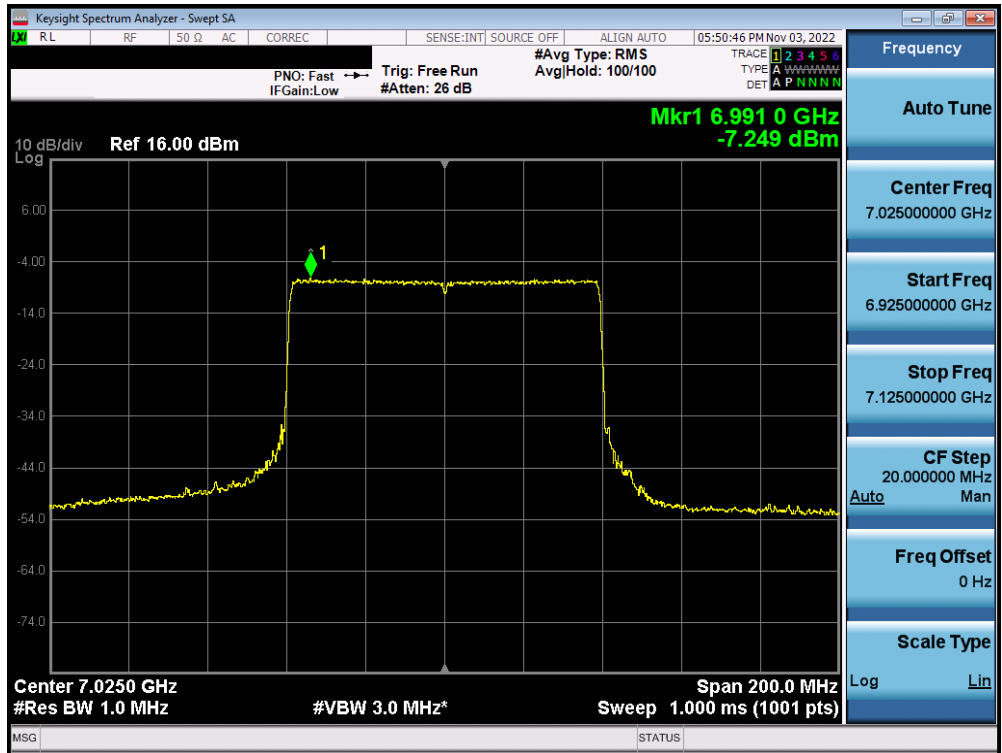 Keysight Spectrum Analyzer - Swept SA
LXI RL RF 50 Ω AC CORREC SENSE:INT SOURCE OFF ALIGN AUTO 05:50:46 PM Nov 03, 2022
PNO: Fast
IFGain:Low
Trig: Free Run
#Atten: 26 dB
#Avg Type: RMS
Avg|Hold: 100/100
TRACE 1 2 3 4 5 6
TYPE A WWWWW
DET A P N N N N
Mkr1 6.991 0 GHz
-7.249 dBm
10 dB/div Ref 16.00 dBm
Log
1
6.00
-4.00
-14.0
-24.0
-34.0
-44.0
-54.0
-64.0
-74.0
Center 7.0250 GHz Span 200.0 MHz
#Res BW 1.0 MHz #VBW 3.0 MHz* Sweep 1.000 ms (1001 pts)
MSG STATUS
Frequency
Auto Tune
Center Freq
7.025000000 GHz
Start Freq
6.925000000 GHz
Stop Freq
7.125000000 GHz
CF Step
20.000000 MHz
Auto Man
Freq Offset
0 Hz
Scale Type
Log Lin